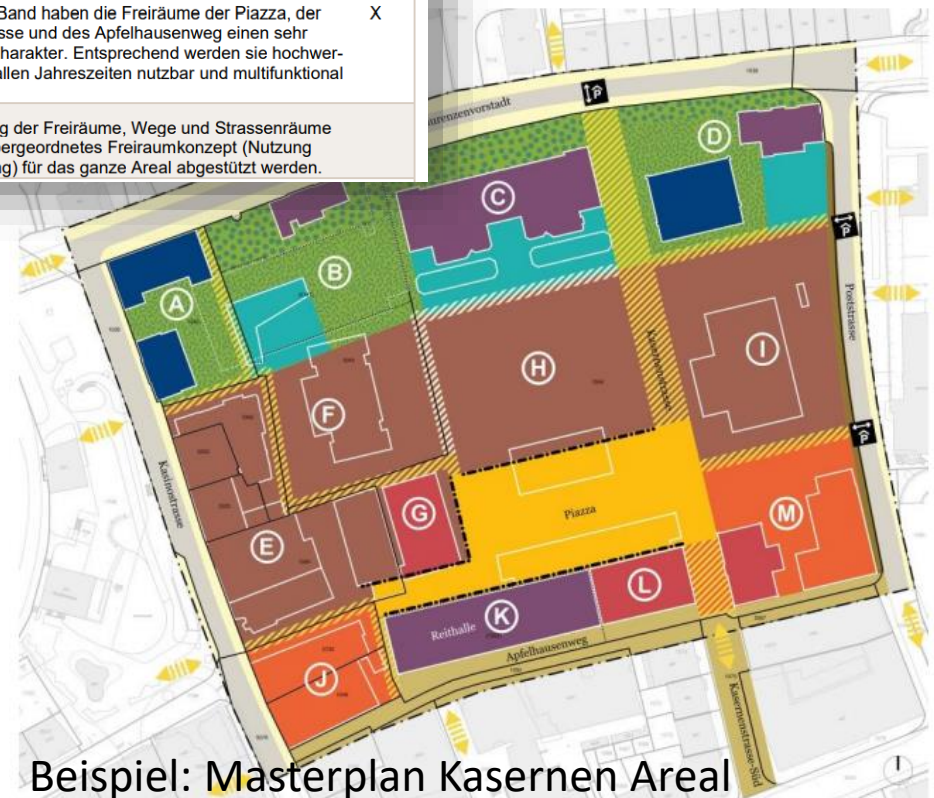 Band haben die Freiräume der Piazza, der
sse und des Apfelhausenweg einen sehr
harakter. Entsprechend werden sie hochwer-
allen Jahreszeiten nutzbar und multifunktional
X
g der Freiräume, Wege und Strassenräume
ergeordnetes Freiraumkonzept (Nutzung
g) für das ganze Areal abgestützt werden.
urenzenvorstadt
P
D
C
B
A
P
Poststrasse
I
H
Kasernenstrasse
F
P
Kasinostrasse
G
Piazza
M
E
L
K
Reithalle
Apfelhausenweg
J
Kasernenstrasse-Süd
Beispiel: Masterplan Kasernen Areal